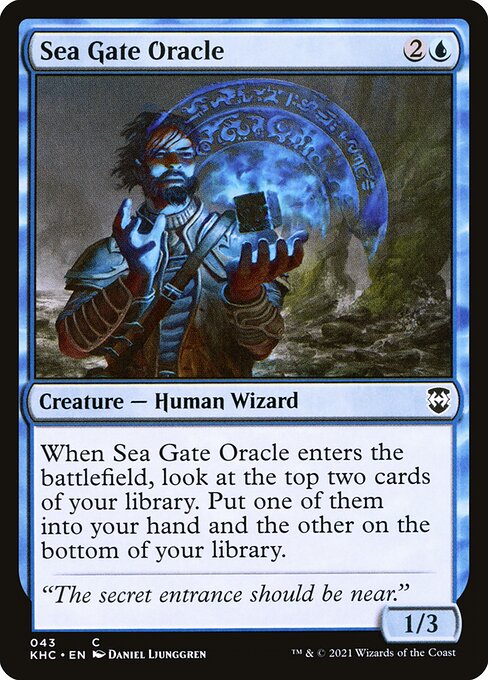 Sea Gate Oracle 2
Creature — Human Wizard
When Sea Gate Oracle enters the
battlefield, look at the top two cards
of your library. Put one of them
into your hand and the other on the
bottom of your library.
“The secret entrance should be near.”
1/3
043 C
KHC • EN Daniel Ljunggren ™ & © 2021 Wizards of the Coast